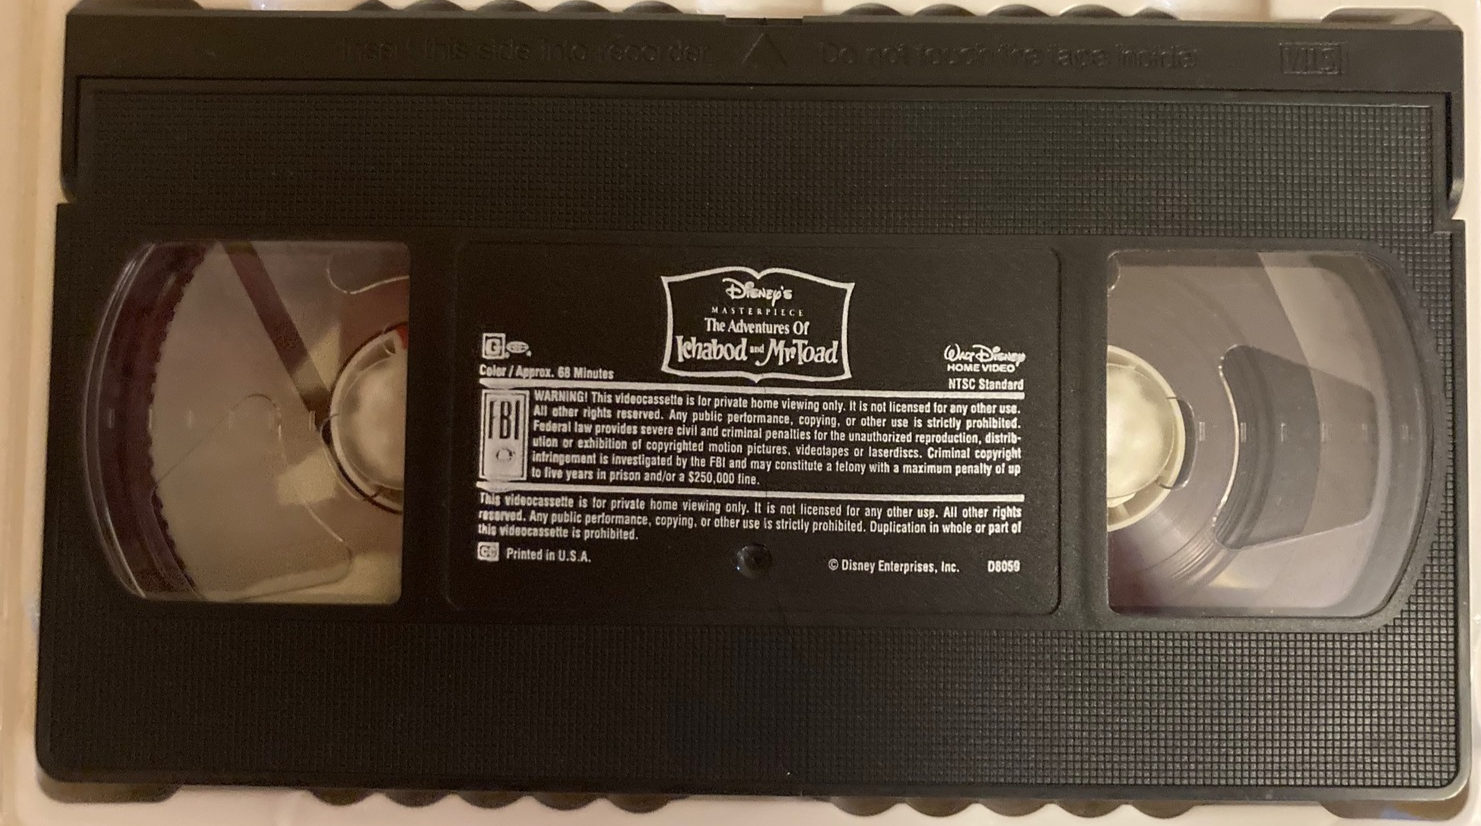 Insert this side into recorder
Do not touch the tape inside
VHS
Disney's
MASTERPIECE
The Adventures Of
Ichabod and Mr Toad
G
Color / Approx. 68 Minutes
Walt Disney
HOME VIDEO
NTSC Standard
FBI
WARNING! This videocassette is for private home viewing only. It is not licensed for any other use.
All other rights reserved. Any public performance, copying, or other use is strictly prohibited.
Federal law provides severe civil and criminal penalties for the unauthorized reproduction, distrib-
ution or exhibition of copyrighted motion pictures, videotapes or laserdiscs. Criminal copyright
infringement is investigated by the FBI and may constitute a felony with a maximum penalty of up
to five years in prison and/or a $250,000 fine.
This videocassette is for private home viewing only. It is not licensed for any other use. All other rights
reserved. Any public performance, copying, or other use is strictly prohibited. Duplication in whole or part of
this videocassette is prohibited.
CC Printed in U.S.A.
© Disney Enterprises, Inc. D8059